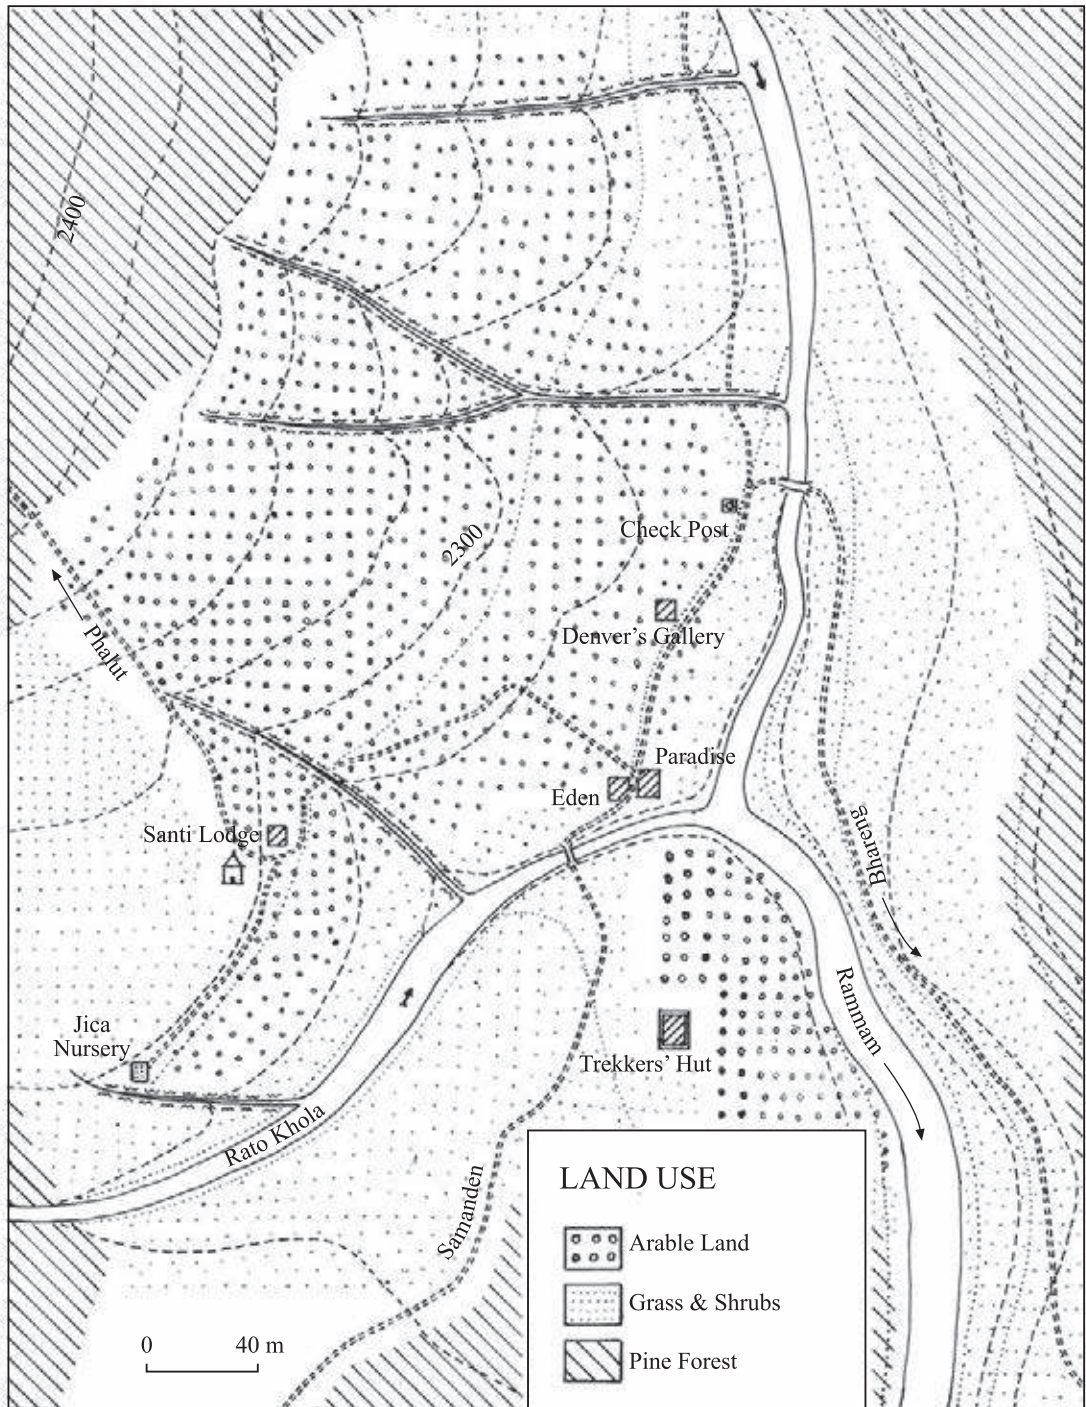 2400
2300
Check Post
Denver's Gallery
Phalut
Paradise
Eden
Santi Lodge
Bhareng
Rammam
Jica
Nursery
Trekkers' Hut
Rato Khola
Samanden
LAND USE
Arable Land
Grass & Shrubs
Pine Forest
0 40 m